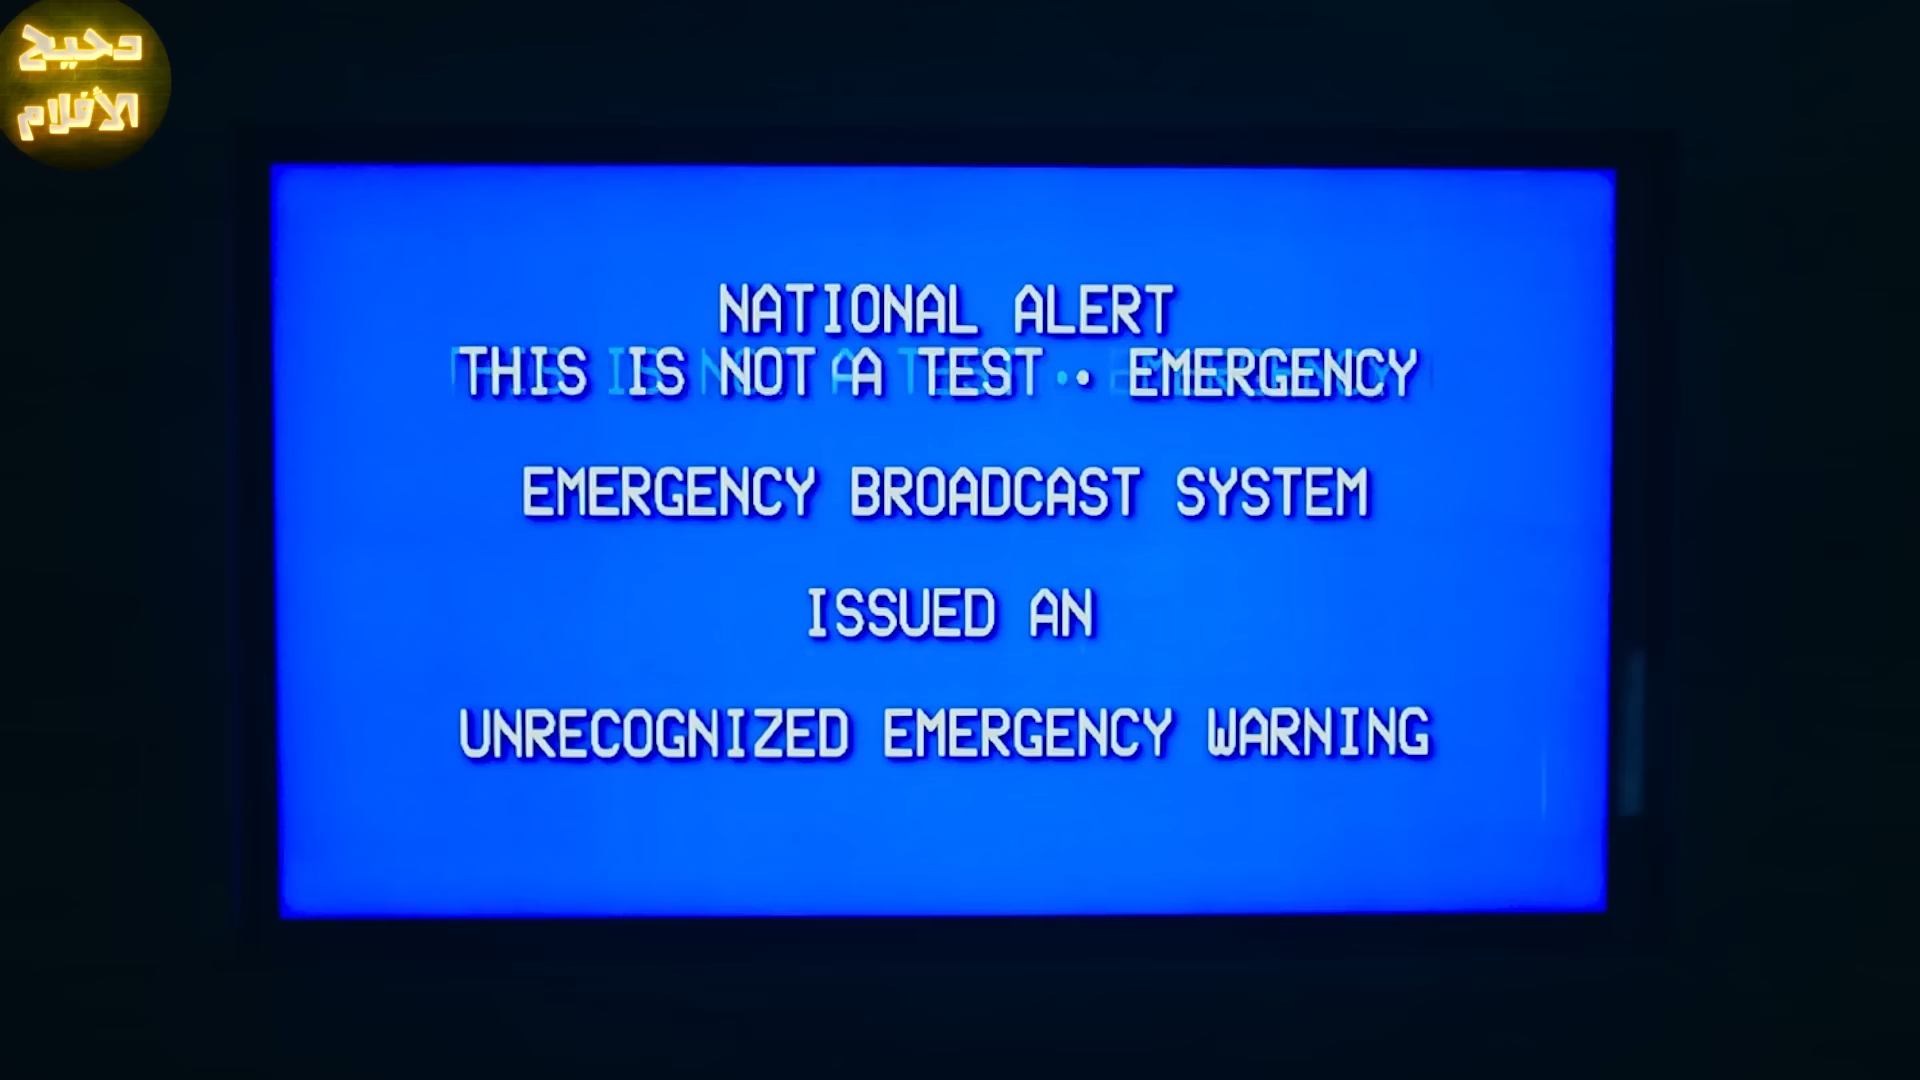 دحيح
الأفلام
NATIONAL ALERT
THIS IS NOT A TEST · EMERGENCY
EMERGENCY BROADCAST SYSTEM
ISSUED AN
UNRECOGNIZED EMERGENCY WARNING